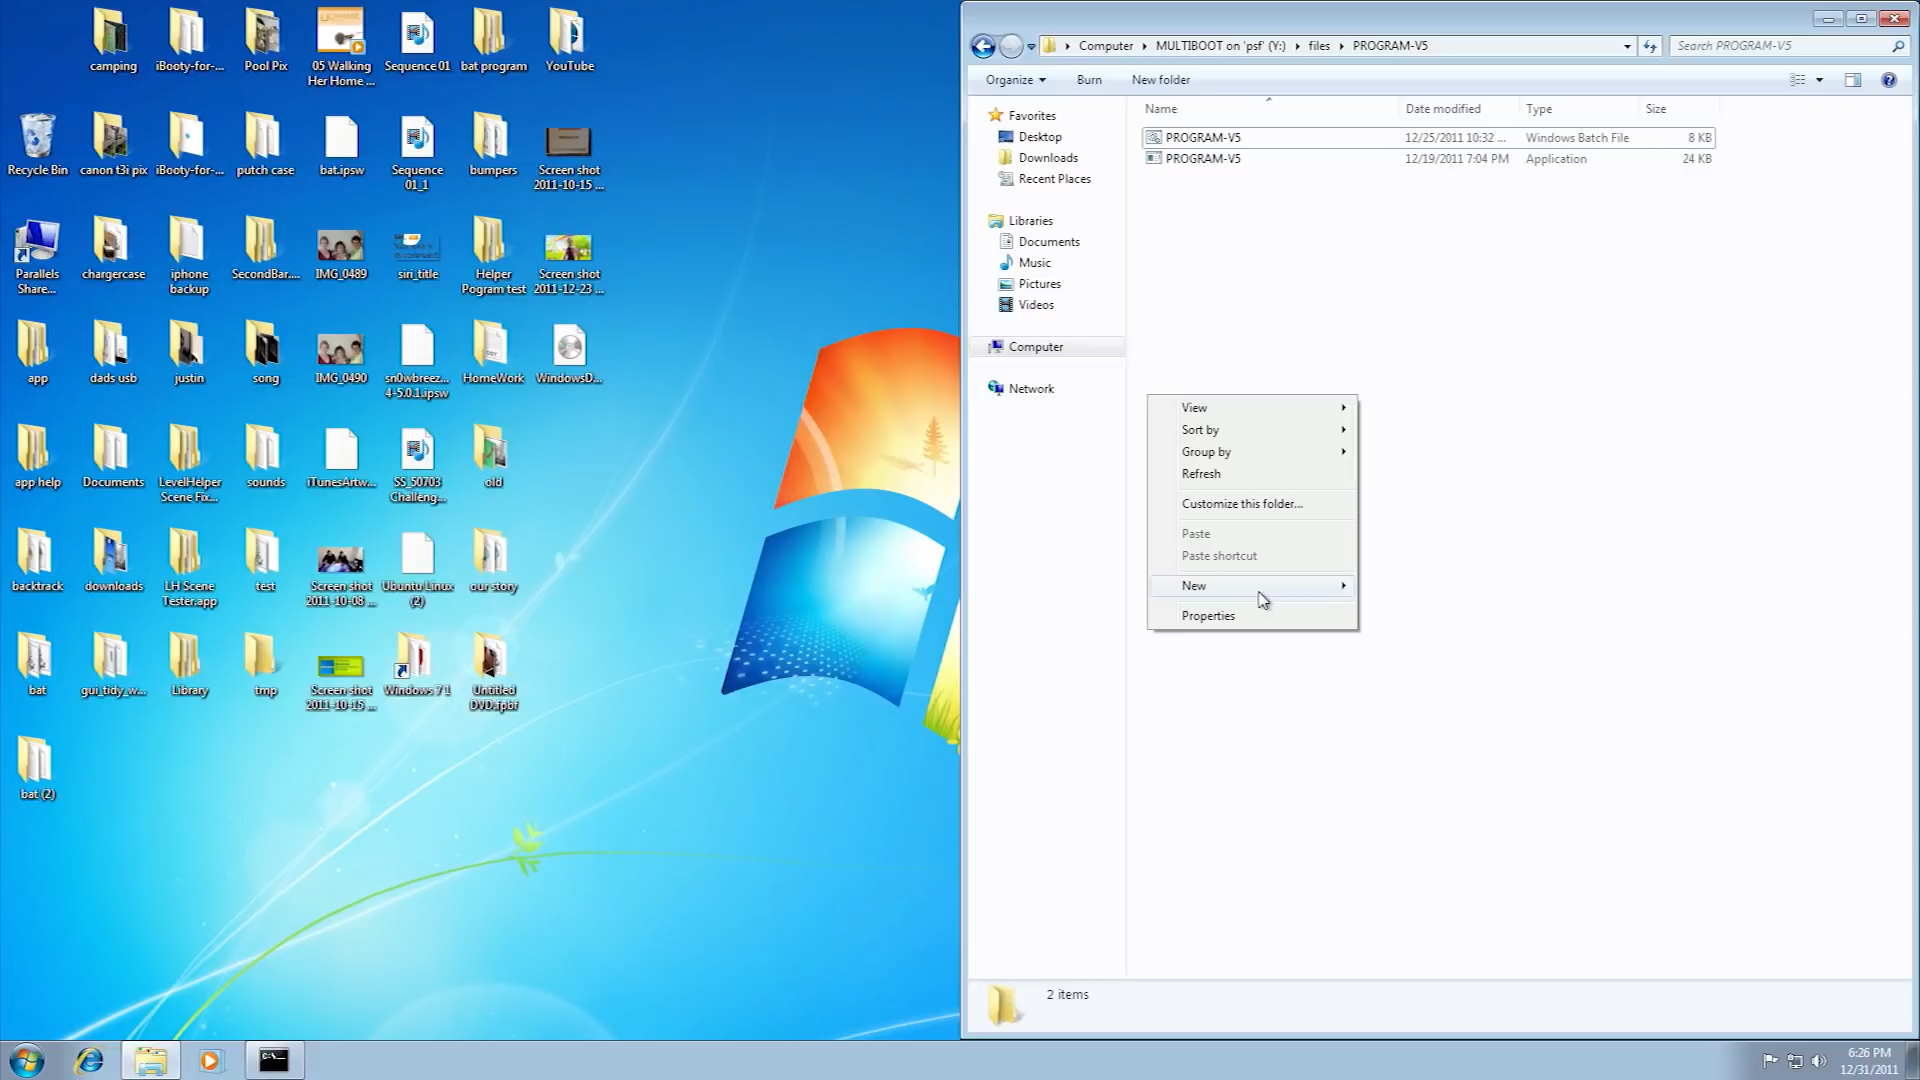 camping
iBooty-for-...
Pool Pix
05 Walking
Her Home ...
Sequence 01
bat program
YouTube
Recycle Bin
canon t3i pix
iBooty-for-...
putch case
bat.ipsw
Sequence
01_1
bumpers
Screen shot
2011-10-15 ...
Parallels
Share...
chargercase
iphone
backup
SecondBar....
IMG_0489
siri_title
Helper
Pogram test
Screen shot
2011-12-23 ...
app
dads usb
justin
song
IMG_0490
sn0wbreez...
4-5.0.1.ipsw
HomeWork
WindowsD...
app help
Documents
LevelHelper
Scene Fix...
sounds
iTunesArtw...
SS_50703
Challeng...
old
backtrack
downloads
LH Scene
Tester.app
test
Screen shot
2011-10-08 ...
Ubuntu Linux
(2)
our story
bat
gui_tidy_w...
Library
tmp
Screen shot
2011-10-15 ...
Windows 7 1
Untitled
DVD.fpbf
bat (2)
Computer
MULTIBOOT on 'psf' (Y:)
files
PROGRAM-V5
Search PROGRAM-V5
Organize
Burn
New folder
Favorites
Desktop
Downloads
Recent Places
Libraries
Documents
Music
Pictures
Videos
Computer
Network
Name
Date modified
Type
Size
PROGRAM-V5
12/25/2011 10:32 ...
Windows Batch File
8 KB
PROGRAM-V5
12/19/2011 7:04 PM
Application
24 KB
View
Sort by
Group by
Refresh
Customize this folder...
Paste
Paste shortcut
New
Properties
2 items
C:\_
6:26 PM
12/31/2011